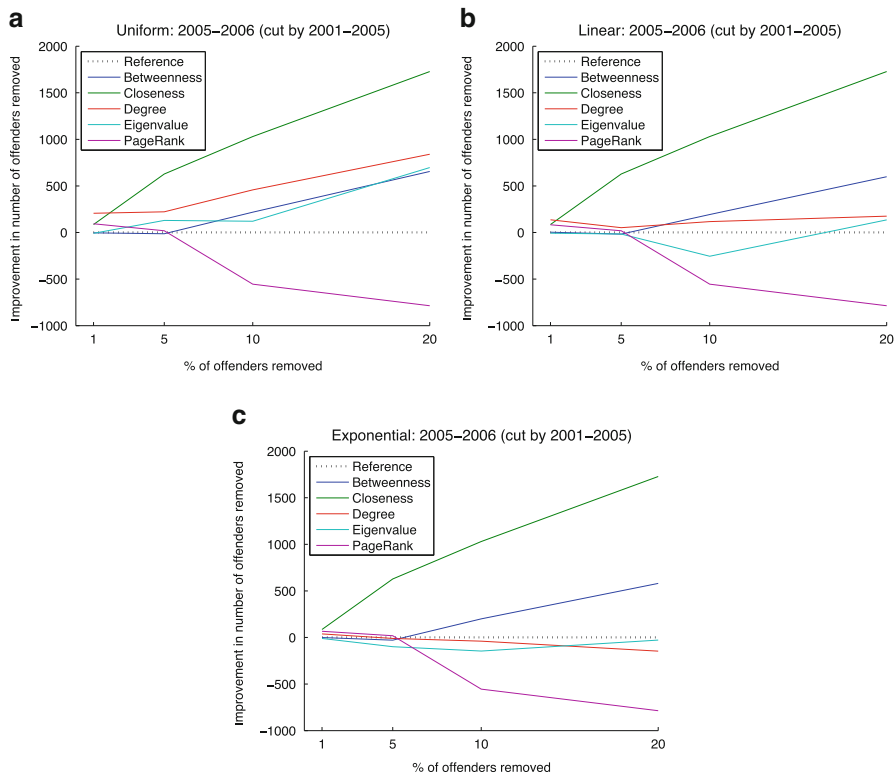 a
Uniform: 2005−2006 (cut by 2001−2005)
Improvement in number of offenders removed
2000
1500
1000
500
0
−500
−1000
Reference
Betweenness
Closeness
Degree
Eigenvalue
PageRank
1
5
10
20
% of offenders removed
b
Linear: 2005−2006 (cut by 2001−2005)
Improvement in number of offenders removed
2000
1500
1000
500
0
−500
−1000
Reference
Betweenness
Closeness
Degree
Eigenvalue
PageRank
1
5
10
20
% of offenders removed
c
Exponential: 2005−2006 (cut by 2001−2005)
Improvement in number of offenders removed
2000
1500
1000
500
0
−500
−1000
Reference
Betweenness
Closeness
Degree
Eigenvalue
PageRank
1
5
10
20
% of offenders removed